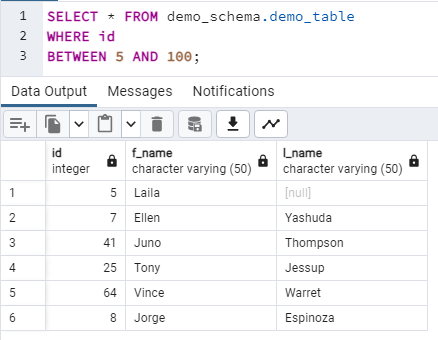 1 SELECT * FROM demo_schema.demo_table
2 WHERE id
3 BETWEEN 5 AND 100;
Data Output Messages Notifications
id f_name l_name
integer character varying (50) character varying (50)
1 5 Laila [null]
2 7 Ellen Yashuda
3 41 Juno Thompson
4 25 Tony Jessup
5 64 Vince Warret
6 8 Jorge Espinoza